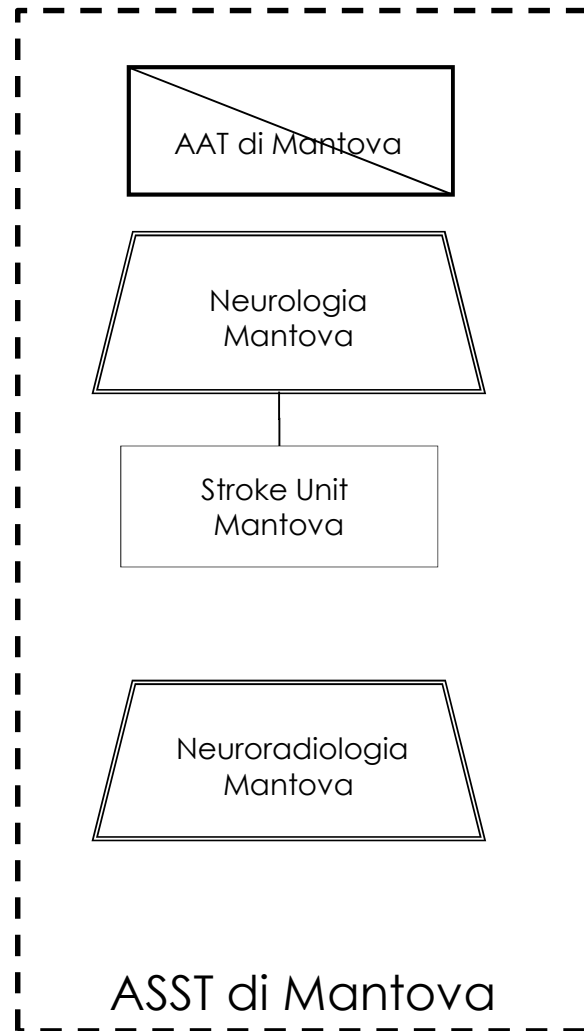 AAT di Mantova
Neurologia
Mantova
Stroke Unit
Mantova
Neuroradiologia
Mantova
ASST di Mantova